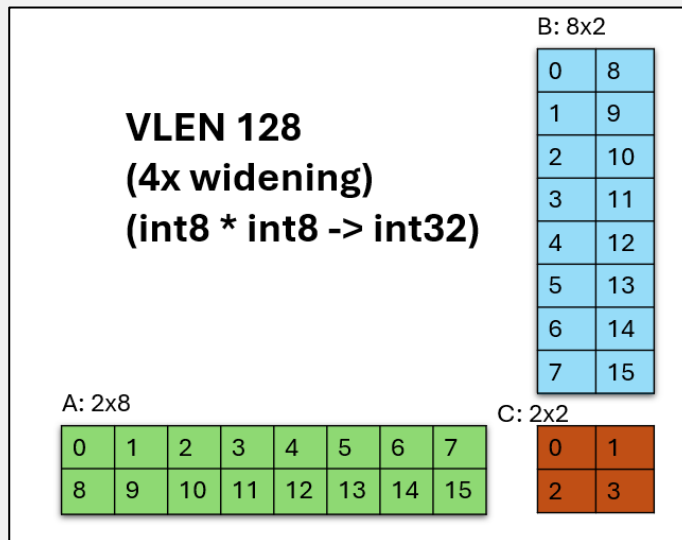 B: 8x2
0 8
1 9
2 10
3 11
4 12
5 13
6 14
7 15
VLEN 128
(4x widening)
(int8 * int8 -> int32)
A: 2x8
0 1 2 3 4 5 6 7
8 9 10 11 12 13 14 15
C: 2x2
0 1
2 3